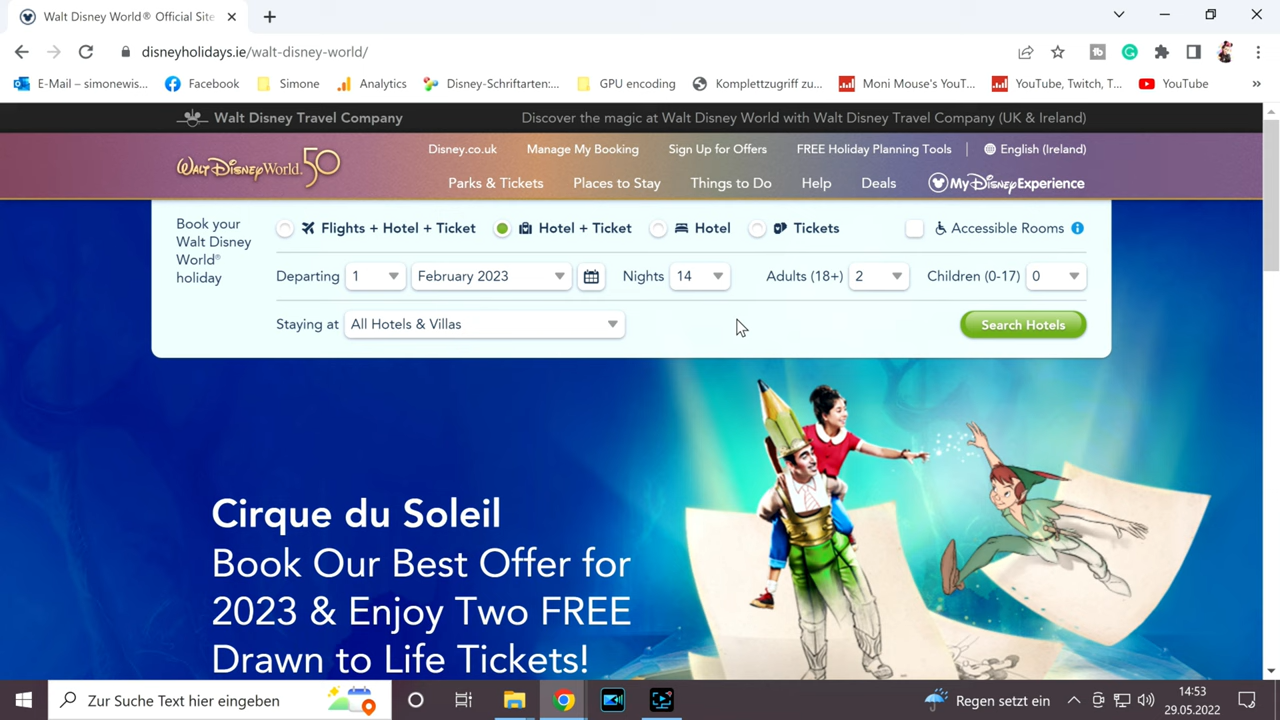 Walt Disney World® Official Site
disneyholidays.ie/walt-disney-world/
E-Mail – simonewis...
Facebook
Simone
Analytics
Disney-Schriftarten:...
GPU encoding
Komplettzugriff zu...
Moni Mouse's YouT...
YouTube, Twitch, T...
YouTube
»
Walt Disney Travel Company
Discover the magic at Walt Disney World with Walt Disney Travel Company (UK & Ireland)
Disney.co.uk
Manage My Booking
Sign Up for Offers
FREE Holiday Planning Tools
English (Ireland)
Walt Disney World. 50
Parks & Tickets
Places to Stay
Things to Do
Help
Deals
My Disney Experience
Book your
Walt Disney
World®
holiday
Flights + Hotel + Ticket
Hotel + Ticket
Hotel
Tickets
Accessible Rooms
Departing 1 February 2023 Nights 14 Adults (18+) 2 Children (0-17) 0
Staying at All Hotels & Villas
Search Hotels
Cirque du Soleil
Book Our Best Offer for
2023 & Enjoy Two FREE
Drawn to Life Tickets!
Zur Suche Text hier eingeben
Regen setzt ein
14:53
29.05.2022